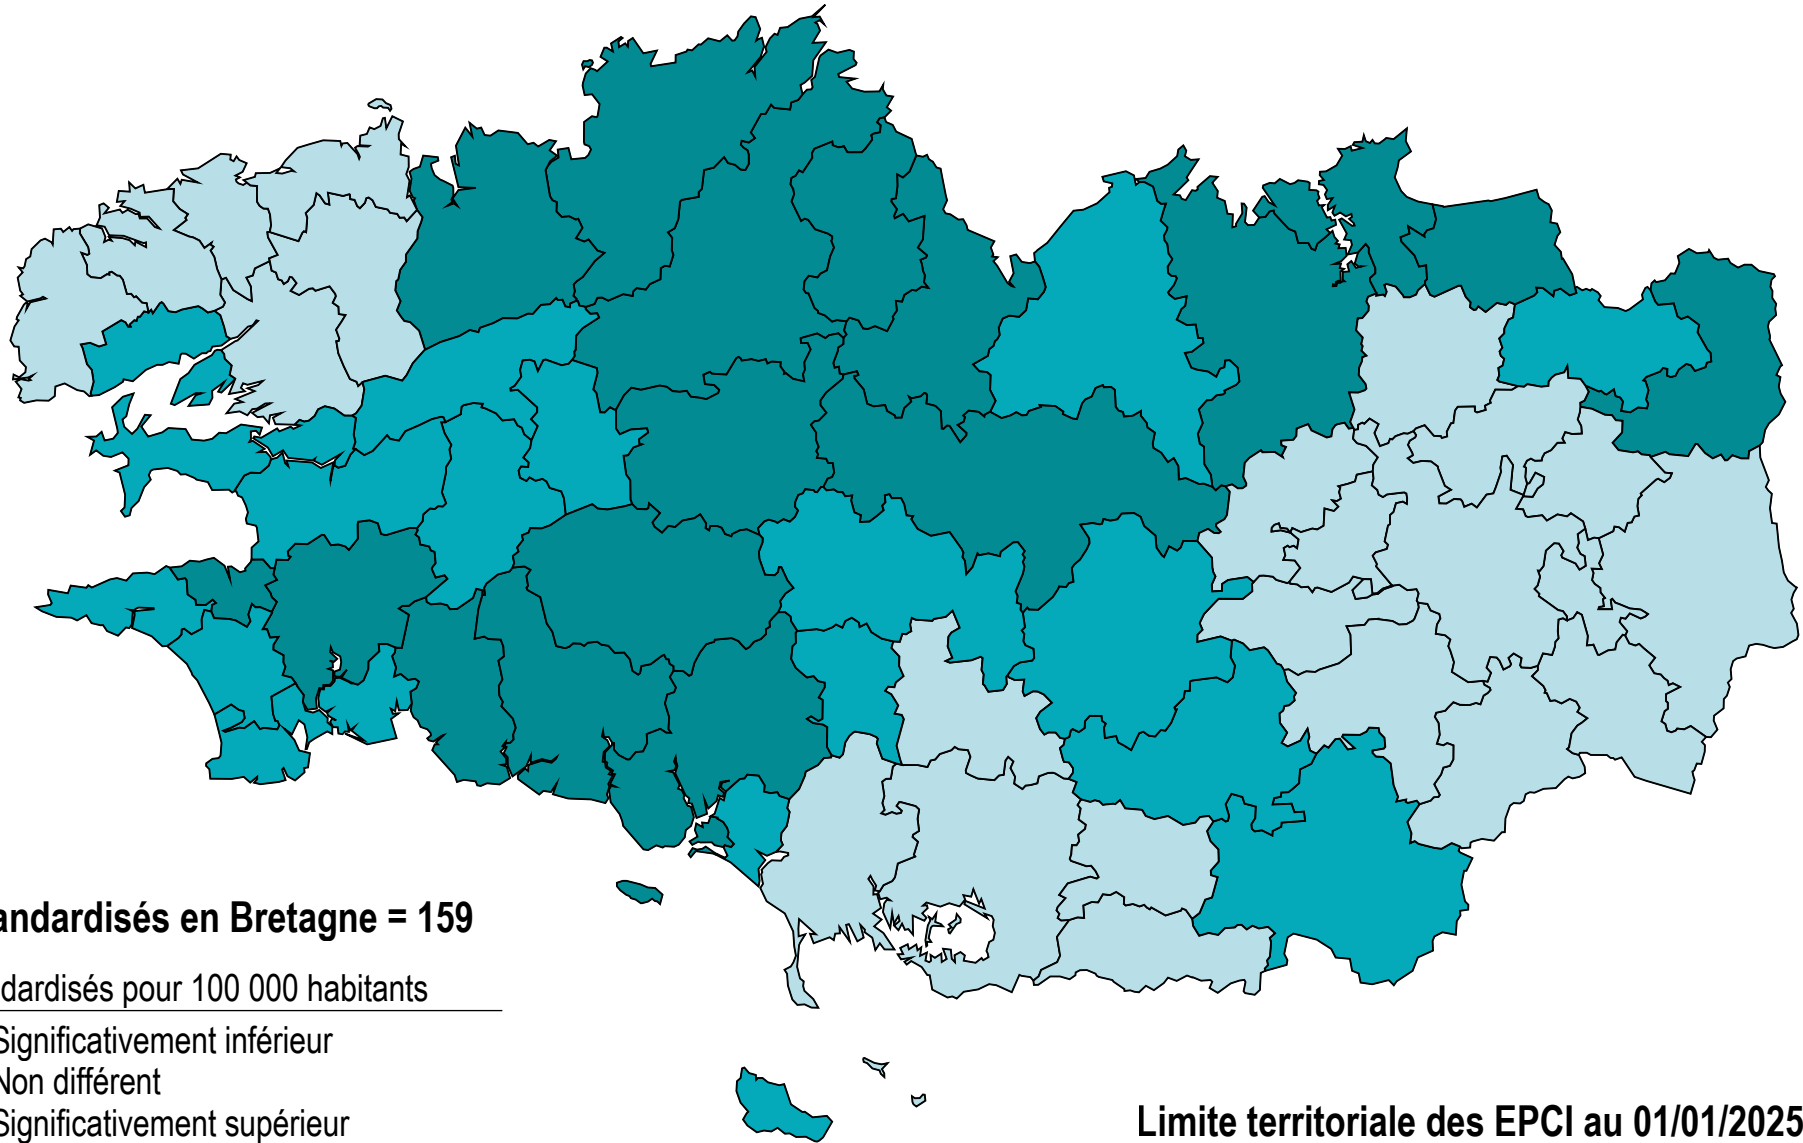 andardisés en Bretagne = 159
dardisés pour 100 000 habitants
Significativement inférieur
Non différent
Significativement supérieur
Limite territoriale des EPCI au 01/01/2025